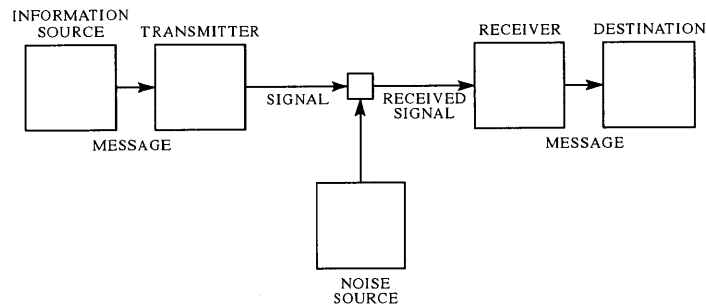 INFORMATION
SOURCE
TRANSMITTER
RECEIVER
DESTINATION
SIGNAL
RECEIVED
SIGNAL
MESSAGE
MESSAGE
NOISE
SOURCE